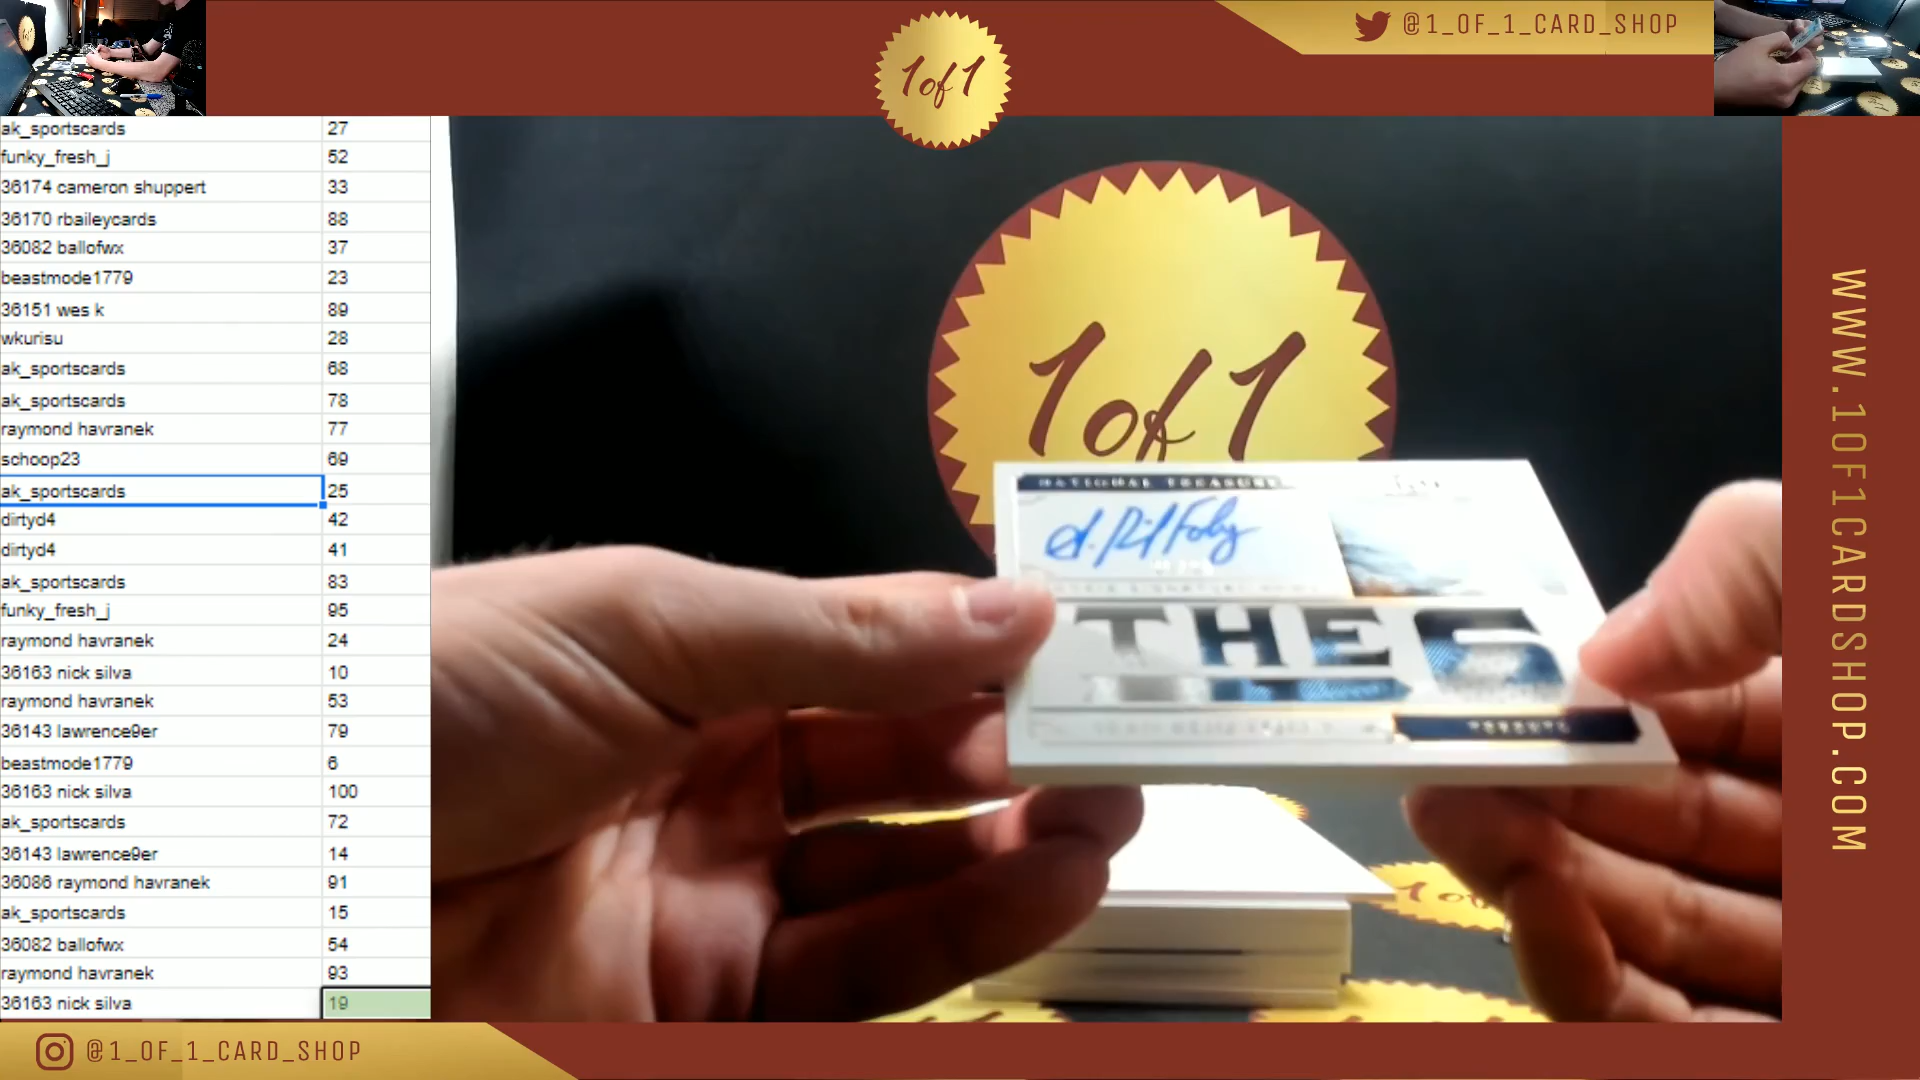 @1_OF_1_CARD_SHOP
1of1
ak_sportscards 27
funky_fresh_j 52
36174 cameron shuppert 33
36170 rbaileycards 88
36082 ballofwx 37
beastmode1779 23
36151 wes k 89
wkurisu 28
ak_sportscards 68
ak_sportscards 78
raymond havranek 77
schoop23 69
ak_sportscards 25
dirtyd4 42
dirtyd4 41
ak_sportscards 83
funky_fresh_j 95
raymond havranek 24
36163 nick silva 10
raymond havranek 53
36143 lawrence9er 79
beastmode1779 6
36163 nick silva 100
ak_sportscards 72
36143 lawrence9er 14
36086 raymond havranek 91
ak_sportscards 15
36082 ballofwx 54
raymond havranek 93
36163 nick silva 19
1of1
NATIONAL TREASURES
THE 6
TORONTO
WWW.1OF1CARDSHOP.COM
@1_OF_1_CARD_SHOP